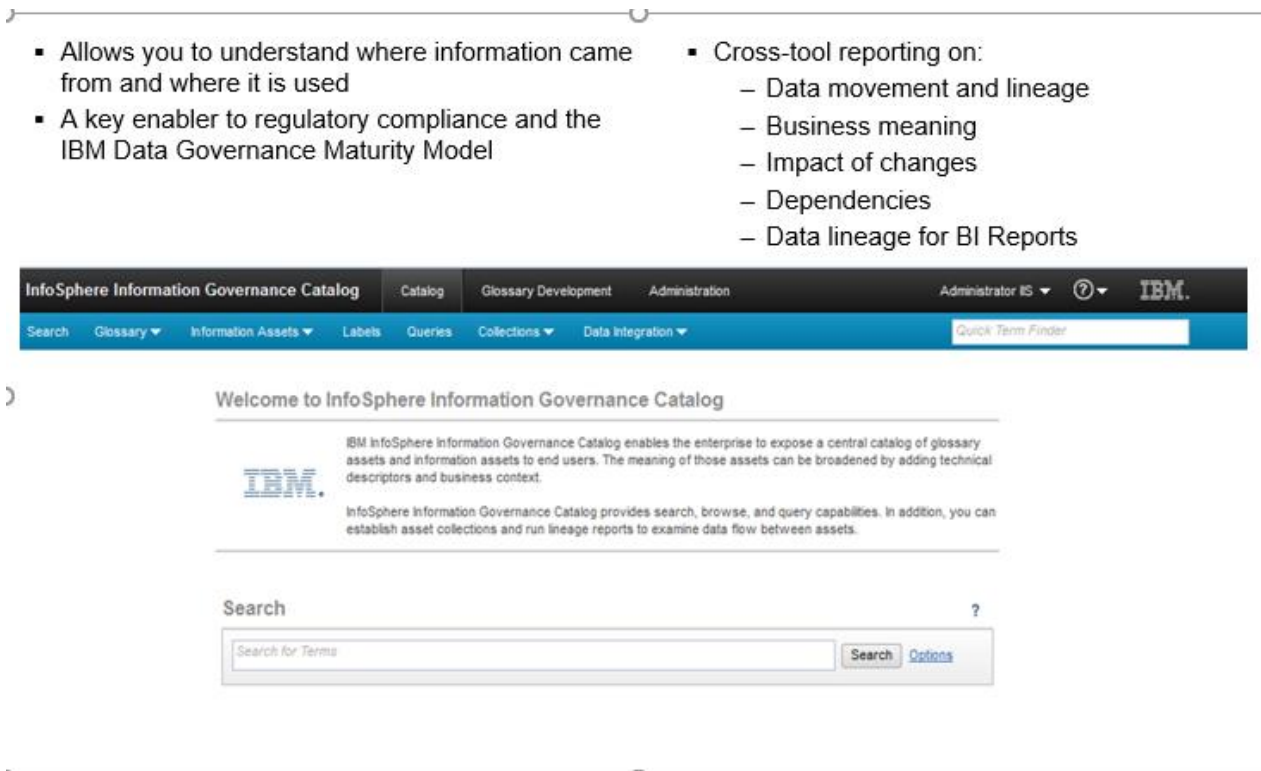 ▪ Allows you to understand where information came
from and where it is used
▪ A key enabler to regulatory compliance and the
IBM Data Governance Maturity Model
▪ Cross-tool reporting on:
– Data movement and lineage
– Business meaning
– Impact of changes
– Dependencies
– Data lineage for BI Reports
InfoSphere Information Governance Catalog Catalog Glossary Development Administration Administrator IIS ? IBM.
Search Glossary Information Assets Labels Queries Collections Data Integration Quick Term Finder
Welcome to InfoSphere Information Governance Catalog
IBM InfoSphere Information Governance Catalog enables the enterprise to expose a central catalog of glossary
assets and information assets to end users. The meaning of those assets can be broadened by adding technical
descriptors and business context.
IBM.
InfoSphere Information Governance Catalog provides search, browse, and query capabilities. In addition, you can
establish asset collections and run lineage reports to examine data flow between assets.
Search ?
Search for Terms Search Options